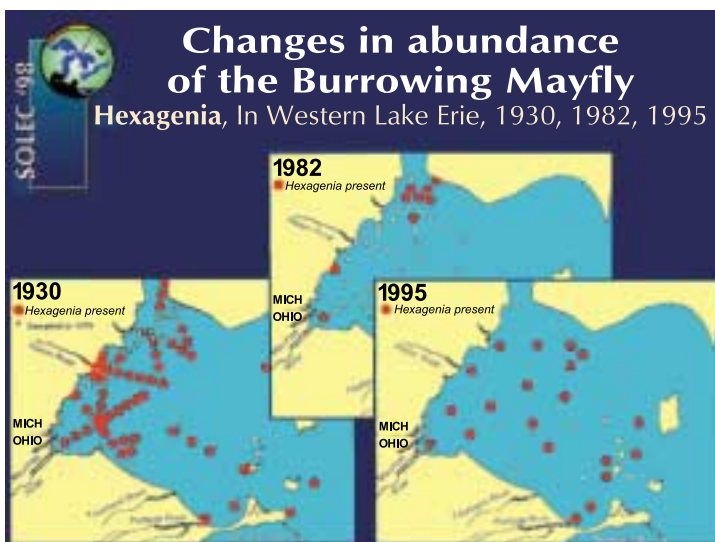 SOLEC '98
Changes in abundance
of the Burrowing Mayfly
Hexagenia, In Western Lake Erie, 1930, 1982, 1995
1982
Hexagenia present
MICH
OHIO
1930
Hexagenia present
MICH
OHIO
1995
Hexagenia present
MICH
OHIO